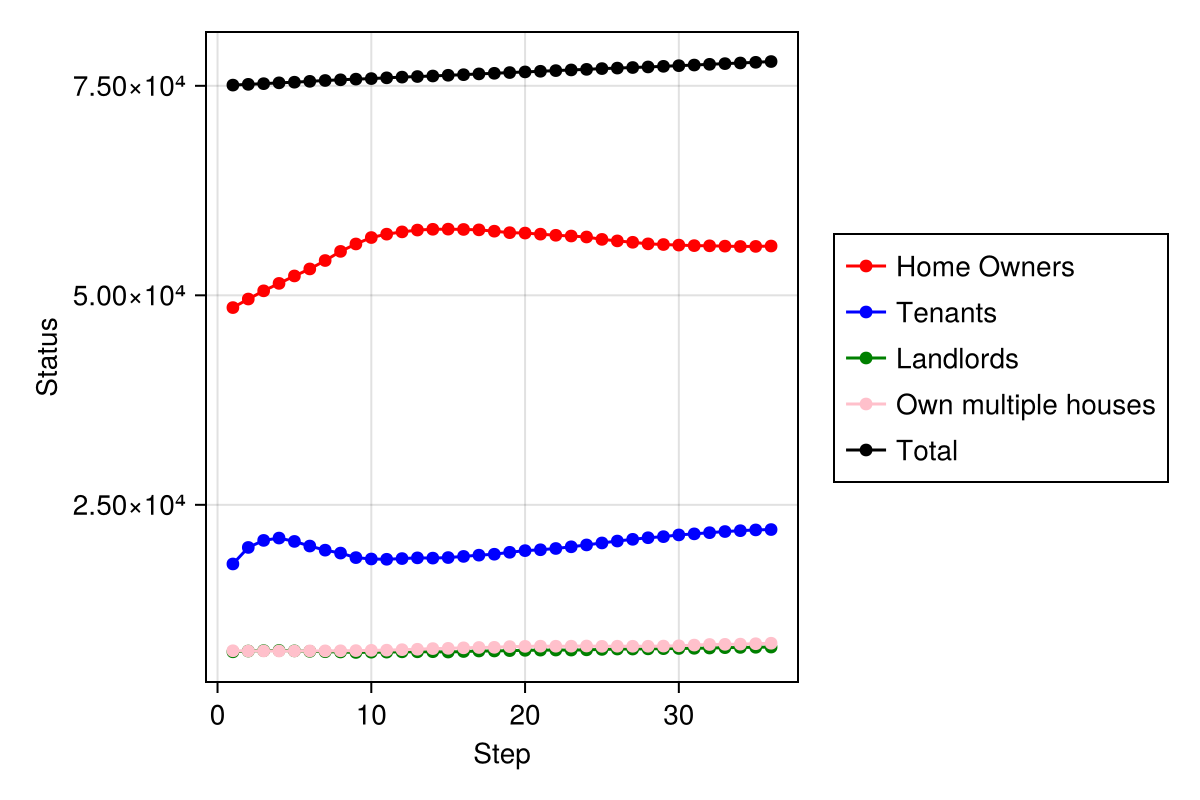 7.50×10⁴
5.00×10⁴
2.50×10⁴
Status
0 10 20 30
Step
Home Owners
Tenants
Landlords
Own multiple houses
Total